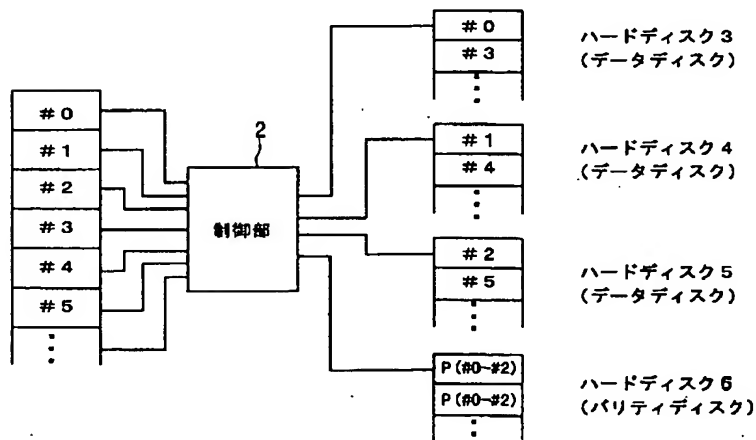 #0
#1
#2
#3
#4
#5
2
制御部
#0
#3
ハードディスク3
(データディスク)
#1
#4
ハードディスク4
(データディスク)
#2
#5
ハードディスク5
(データディスク)
P(#0~#2)
P(#0~#2)
ハードディスク6
(パリティディスク)